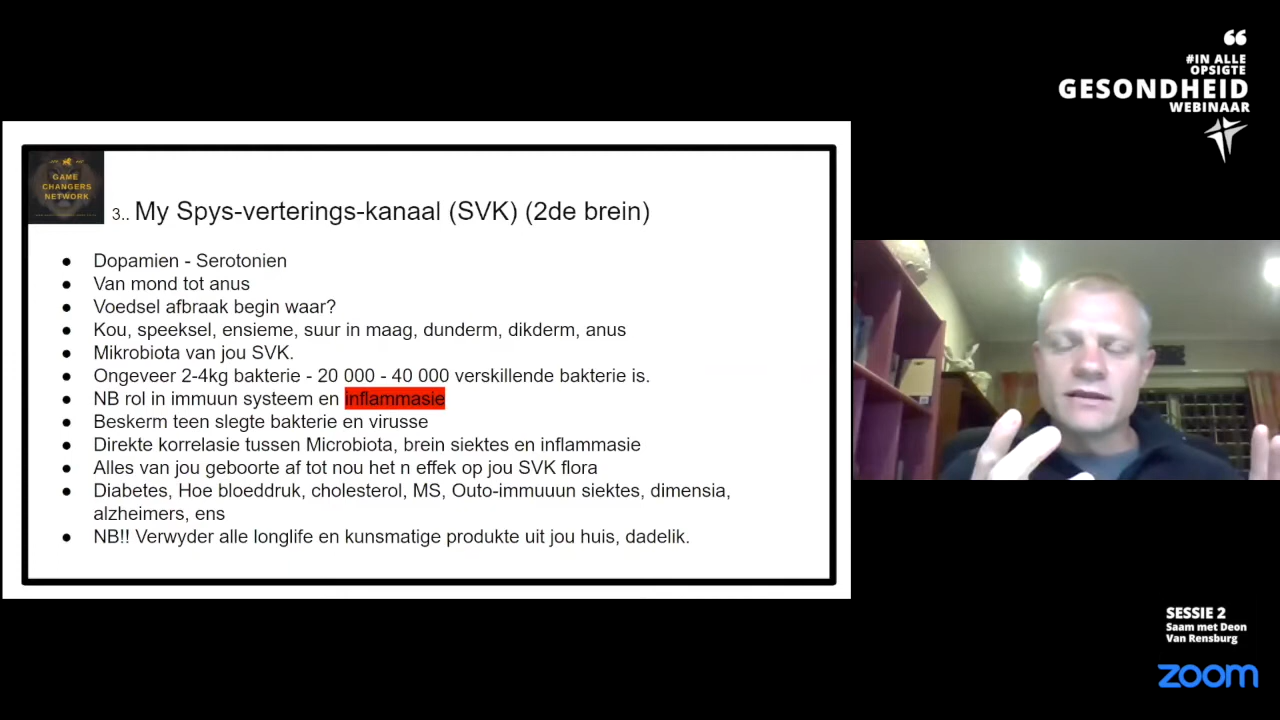 ❝
#IN ALLE
OPSIGTE
GESONDHEID
WEBINAAR
GAME
CHANGERS
NETWORK
3.. My Spys-verterings-kanaal (SVK) (2de brein)
● Dopamien - Serotonien
● Van mond tot anus
● Voedsel afbraak begin waar?
● Kou, speeksel, ensieme, suur in maag, dunderm, dikderm, anus
● Mikrobiota van jou SVK.
● Ongeveer 2-4kg bakterie - 20 000 - 40 000 verskillende bakterie is.
● NB rol in immuun systeem en inflammasie
● Beskerm teen slegte bakterie en virusse
● Direkte korrelasie tussen Microbiota, brein siektes en inflammasie
● Alles van jou geboorte af tot nou het n effek op jou SVK flora
● Diabetes, Hoe bloeddruk, cholesterol, MS, Outo-immuuun siektes, dimensia,
alzheimers, ens
● NB!! Verwyder alle longlife en kunsmatige produkte uit jou huis, dadelik.
SESSIE 2
Saam met Deon
Van Rensburg
zoom